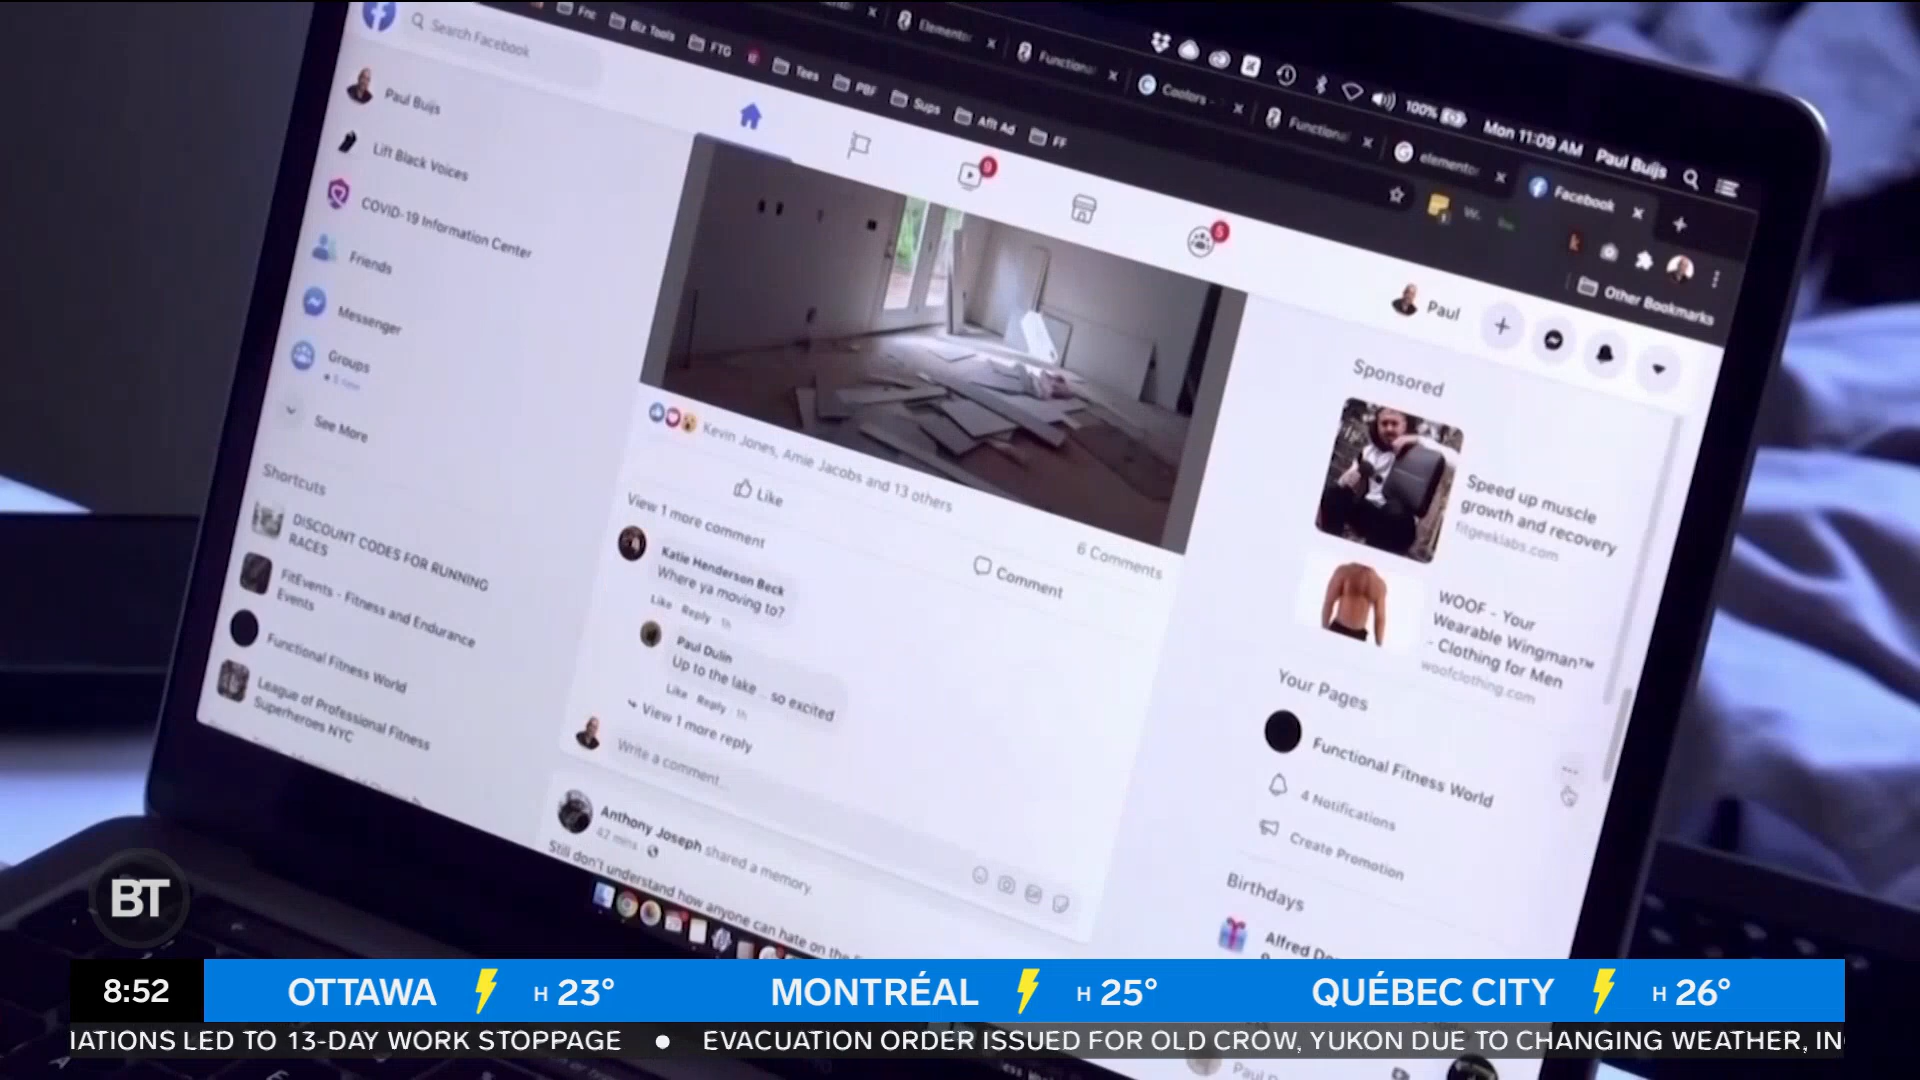 Fnc
Biz Tools
FTG
Tees
PBF
Sups
Afft Ad
FF
Elemento
Functiona
Coolors -
Functiona
elemento
Facebook
100%
Mon 11:09 AM
Paul Buijs
Other Bookmarks
Search Facebook
9
5
Paul
Paul Buijs
Lift Black Voices
COVID-19 Information Center
Friends
Messenger
Groups
See More
Shortcuts
DISCOUNT CODES FOR RUNNING
RACES
FitEvents - Fitness and Endurance
Events
Functional Fitness World
League of Professional Fitness
Superheroes NYC
Kevin Jones, Amie Jacobs and 13 others
6 Comments
Like
Comment
View 1 more comment
Katie Henderson Beck
Where ya moving to?
Like Reply 1h
Paul Dulin
Up to the lake .. so excited
Like Reply 1h
View 1 more reply
Write a comment...
Anthony Joseph shared a memory.
42 mins
Still don't understand how anyone can hate on the
Sponsored
Speed up muscle
growth and recovery
fitgeeklabs.com
WOOF - Your
Wearable Wingman™
- Clothing for Men
woofclothing.com
Your Pages
Functional Fitness World
4 Notifications
Create Promotion
Birthdays
Alfred
BT
8:52
OTTAWA H 23°
MONTRÉAL H 25°
QUÉBEC CITY H 26°
IATIONS LED TO 13-DAY WORK STOPPAGE • EVACUATION ORDER ISSUED FOR OLD CROW, YUKON DUE TO CHANGING WEATHER, IN